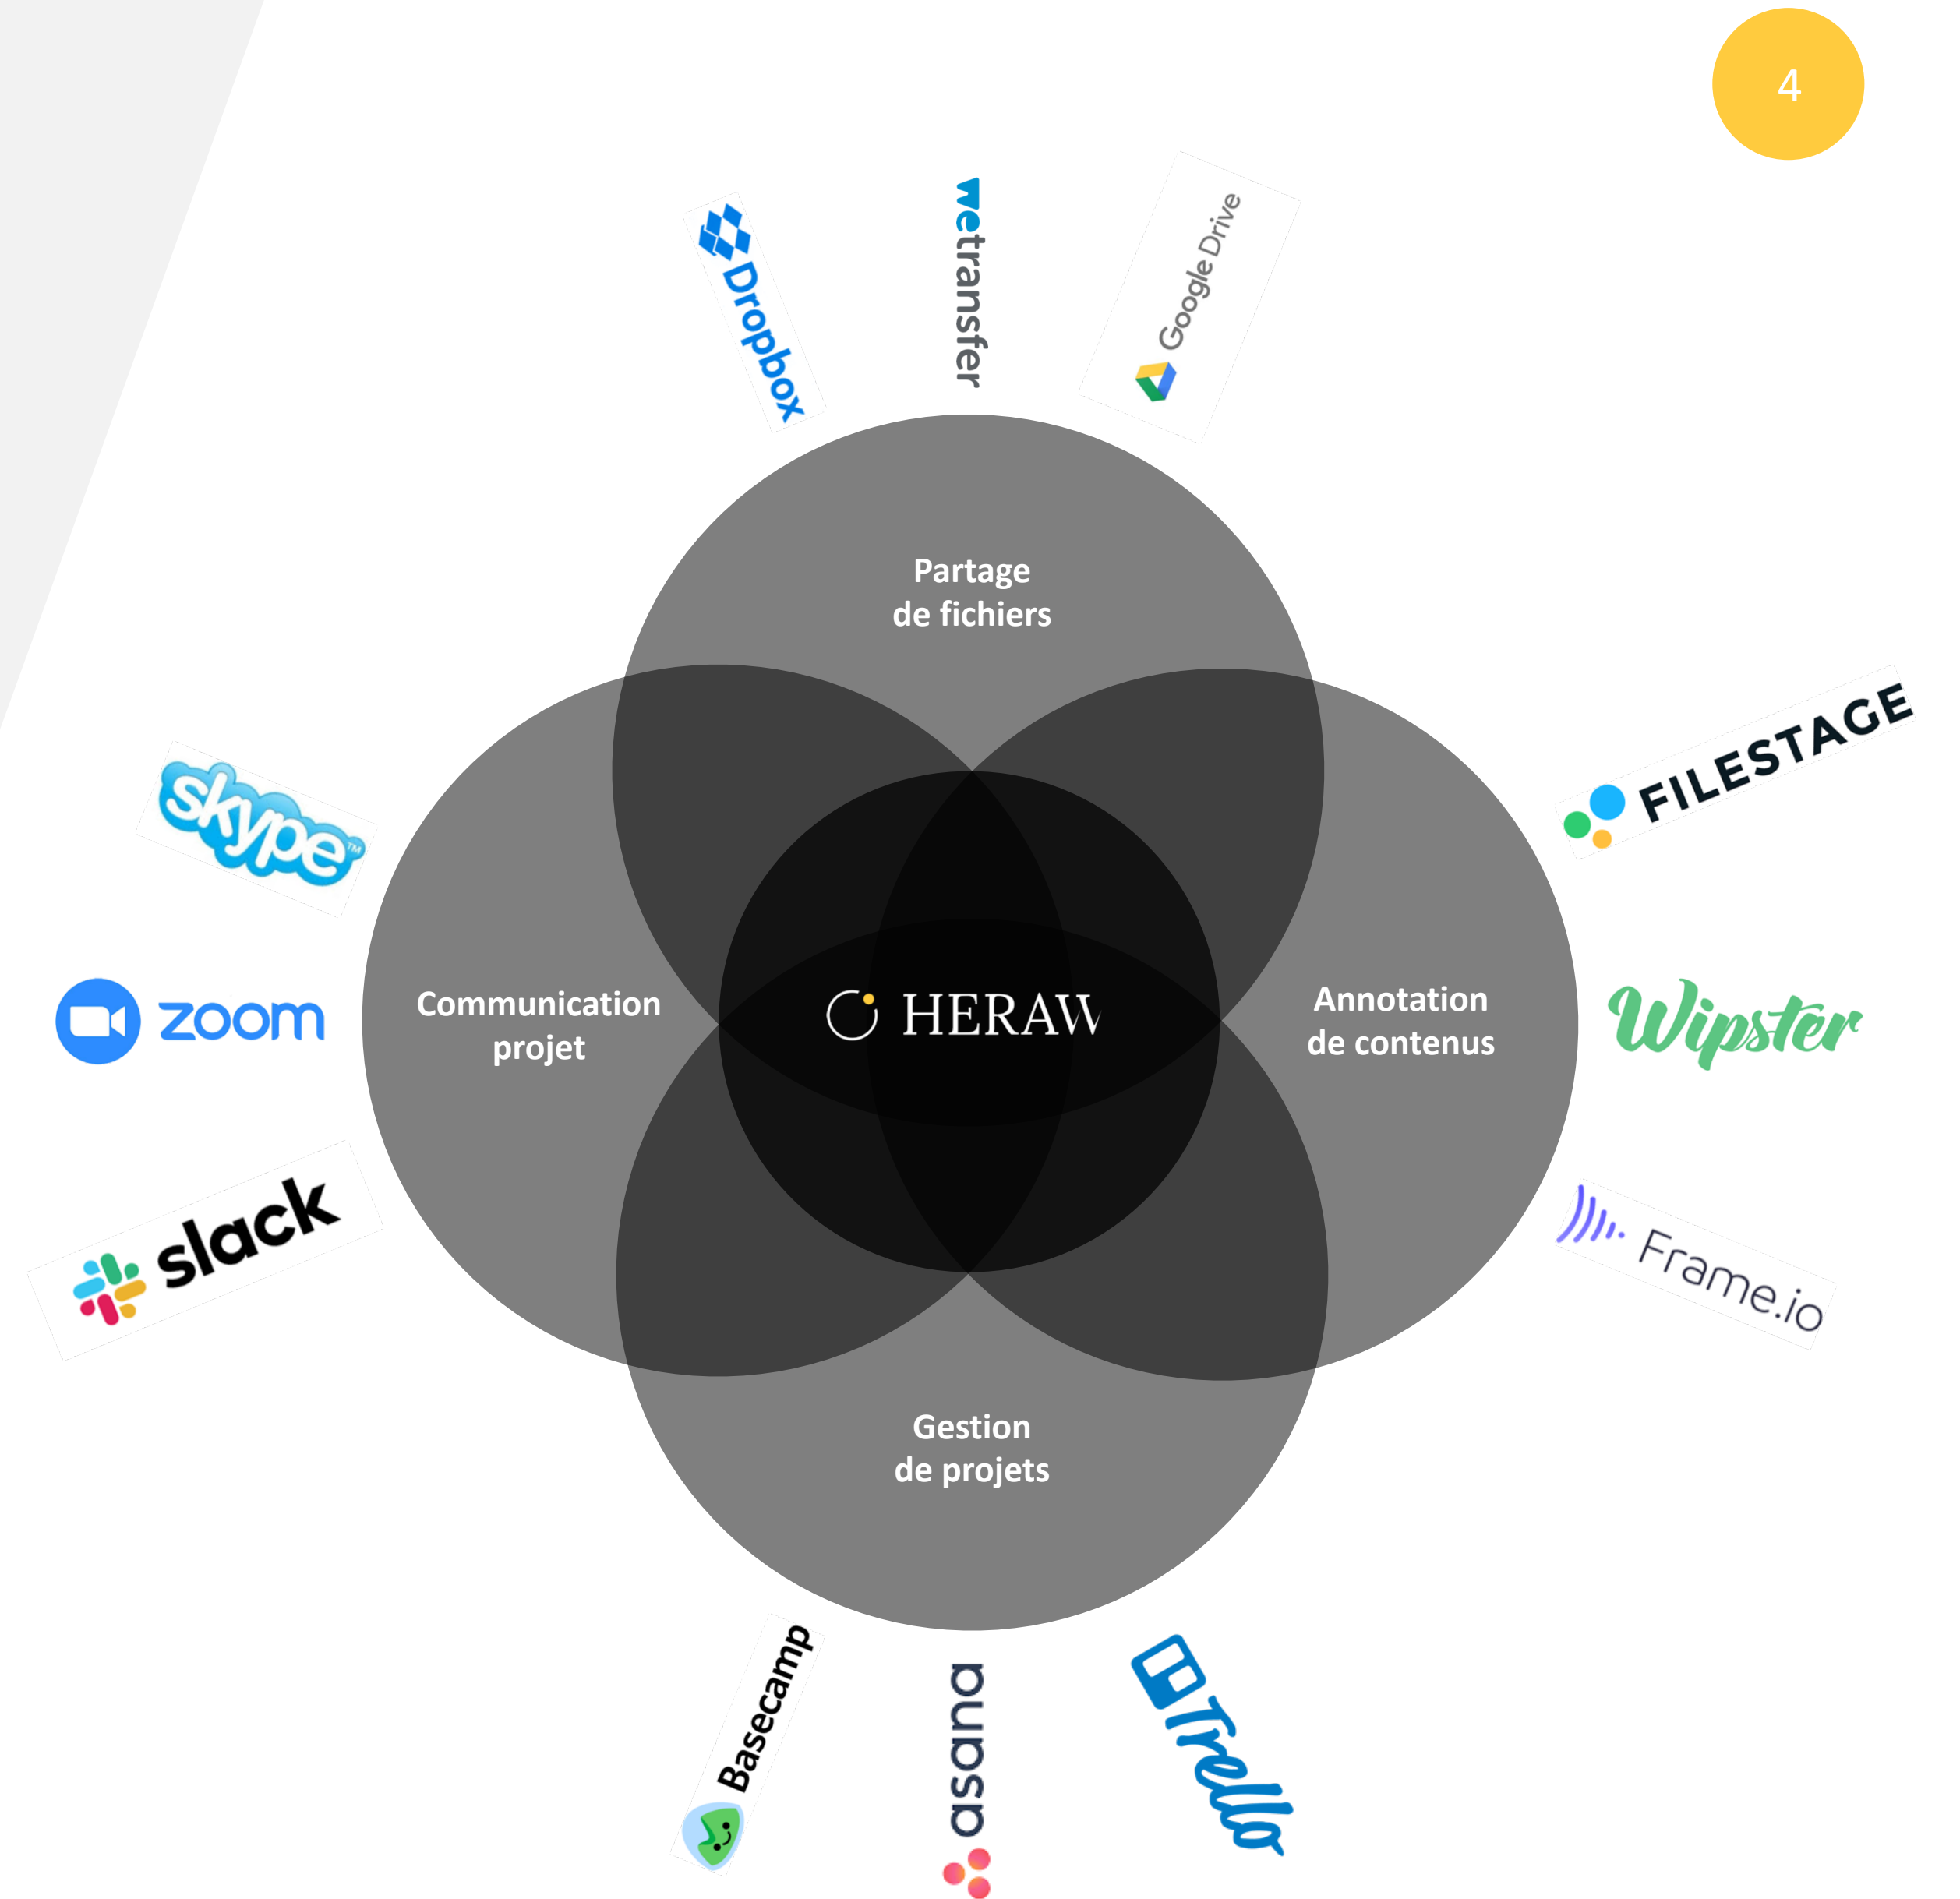 4
Dropbox
wetransfer
Google Drive
Partage
de fichiers
skype™
FILESTAGE
zoom
Communication
projet
HERAW
Annotation
de contenus
Wipster
slack
Frame.io
Gestion
de projets
Basecamp
asana
Trello